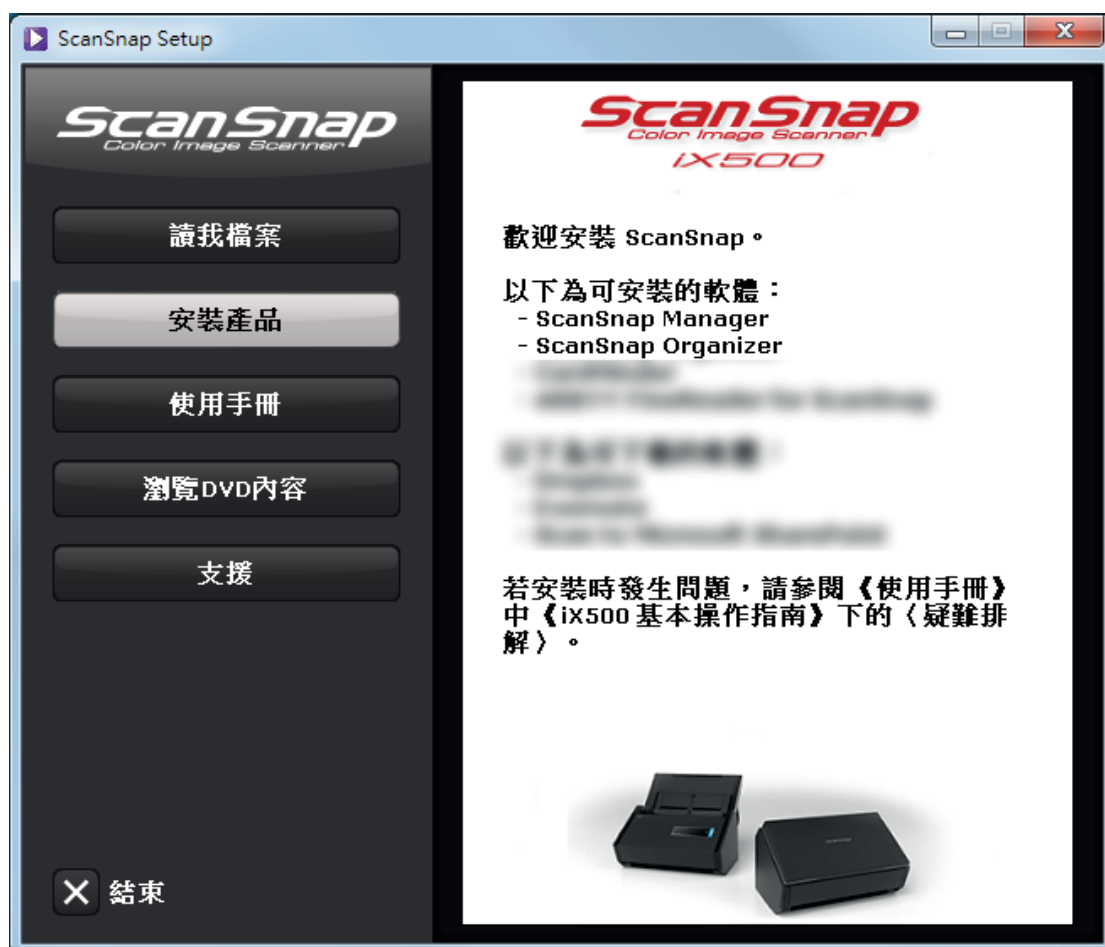 ScanSnap Setup
ScanSnap
Color Image Scanner
讀我檔案
安裝產品
使用手冊
瀏覽DVD內容
支援
結束
ScanSnap
Color Image Scanner
iX500
歡迎安裝 ScanSnap。
以下為可安裝的軟體：
- ScanSnap Manager
- ScanSnap Organizer
若安裝時發生問題，請參閱《使用手冊》
中《iX500 基本操作指南》下的〈疑難排
解〉。